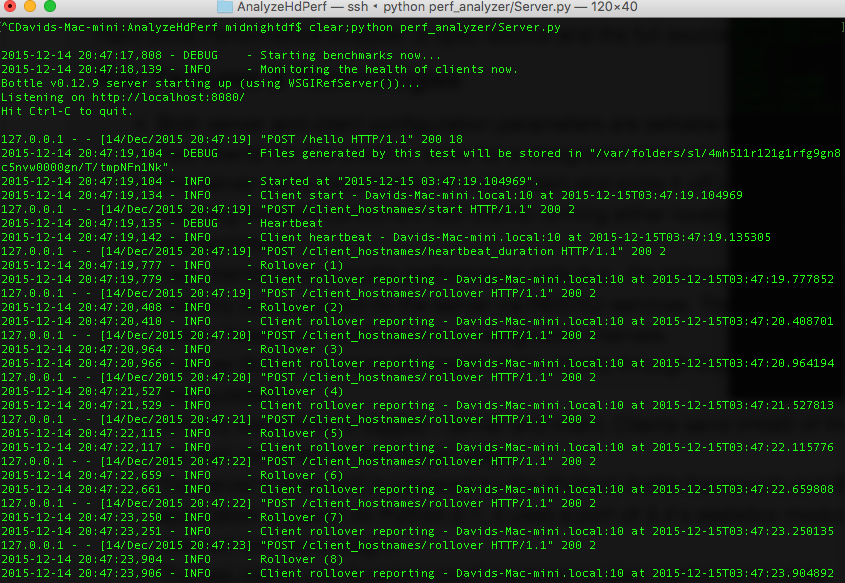 AnalyzeHdPerf — ssh ◂ python perf_analyzer/Server.py — 120×40
[^CDavids-Mac-mini:AnalyzeHdPerf midnightdf$ clear;python perf_analyzer/Server.py ]
2015-12-14 20:47:17,808 - DEBUG    - Starting benchmarks now...
2015-12-14 20:47:18,139 - INFO     - Monitoring the health of clients now.
Bottle v0.12.9 server starting up (using WSGIRefServer())...
Listening on http://localhost:8080/
Hit Ctrl-C to quit.
127.0.0.1 - - [14/Dec/2015 20:47:19] "POST /hello HTTP/1.1" 200 18
2015-12-14 20:47:19,104 - DEBUG    - Files generated by this test will be stored in "/var/folders/sl/4mh511r121g1rfg9gn8
c5nvw0000gn/T/tmpNFn1Nk".
2015-12-14 20:47:19,104 - INFO     - Started at "2015-12-15 03:47:19.104969".
2015-12-14 20:47:19,134 - INFO     - Client start - Davids-Mac-mini.local:10 at 2015-12-15T03:47:19.104969
127.0.0.1 - - [14/Dec/2015 20:47:19] "POST /client_hostnames/start HTTP/1.1" 200 2
2015-12-14 20:47:19,135 - DEBUG    - Heartbeat
2015-12-14 20:47:19,142 - INFO     - Client heartbeat - Davids-Mac-mini.local:10 at 2015-12-15T03:47:19.135305
127.0.0.1 - - [14/Dec/2015 20:47:19] "POST /client_hostnames/heartbeat_duration HTTP/1.1" 200 2
2015-12-14 20:47:19,777 - INFO     - Rollover (1)
2015-12-14 20:47:19,779 - INFO     - Client rollover reporting - Davids-Mac-mini.local:10 at 2015-12-15T03:47:19.777852
127.0.0.1 - - [14/Dec/2015 20:47:19] "POST /client_hostnames/rollover HTTP/1.1" 200 2
2015-12-14 20:47:20,408 - INFO     - Rollover (2)
2015-12-14 20:47:20,410 - INFO     - Client rollover reporting - Davids-Mac-mini.local:10 at 2015-12-15T03:47:20.408701
127.0.0.1 - - [14/Dec/2015 20:47:20] "POST /client_hostnames/rollover HTTP/1.1" 200 2
2015-12-14 20:47:20,964 - INFO     - Rollover (3)
2015-12-14 20:47:20,966 - INFO     - Client rollover reporting - Davids-Mac-mini.local:10 at 2015-12-15T03:47:20.964194
127.0.0.1 - - [14/Dec/2015 20:47:20] "POST /client_hostnames/rollover HTTP/1.1" 200 2
2015-12-14 20:47:21,527 - INFO     - Rollover (4)
2015-12-14 20:47:21,529 - INFO     - Client rollover reporting - Davids-Mac-mini.local:10 at 2015-12-15T03:47:21.527813
127.0.0.1 - - [14/Dec/2015 20:47:21] "POST /client_hostnames/rollover HTTP/1.1" 200 2
2015-12-14 20:47:22,115 - INFO     - Rollover (5)
2015-12-14 20:47:22,117 - INFO     - Client rollover reporting - Davids-Mac-mini.local:10 at 2015-12-15T03:47:22.115776
127.0.0.1 - - [14/Dec/2015 20:47:22] "POST /client_hostnames/rollover HTTP/1.1" 200 2
2015-12-14 20:47:22,659 - INFO     - Rollover (6)
2015-12-14 20:47:22,661 - INFO     - Client rollover reporting - Davids-Mac-mini.local:10 at 2015-12-15T03:47:22.659808
127.0.0.1 - - [14/Dec/2015 20:47:22] "POST /client_hostnames/rollover HTTP/1.1" 200 2
2015-12-14 20:47:23,250 - INFO     - Rollover (7)
2015-12-14 20:47:23,251 - INFO     - Client rollover reporting - Davids-Mac-mini.local:10 at 2015-12-15T03:47:23.250135
127.0.0.1 - - [14/Dec/2015 20:47:23] "POST /client_hostnames/rollover HTTP/1.1" 200 2
2015-12-14 20:47:23,904 - INFO     - Rollover (8)
2015-12-14 20:47:23,906 - INFO     - Client rollover reporting - Davids-Mac-mini.local:10 at 2015-12-15T03:47:23.904892